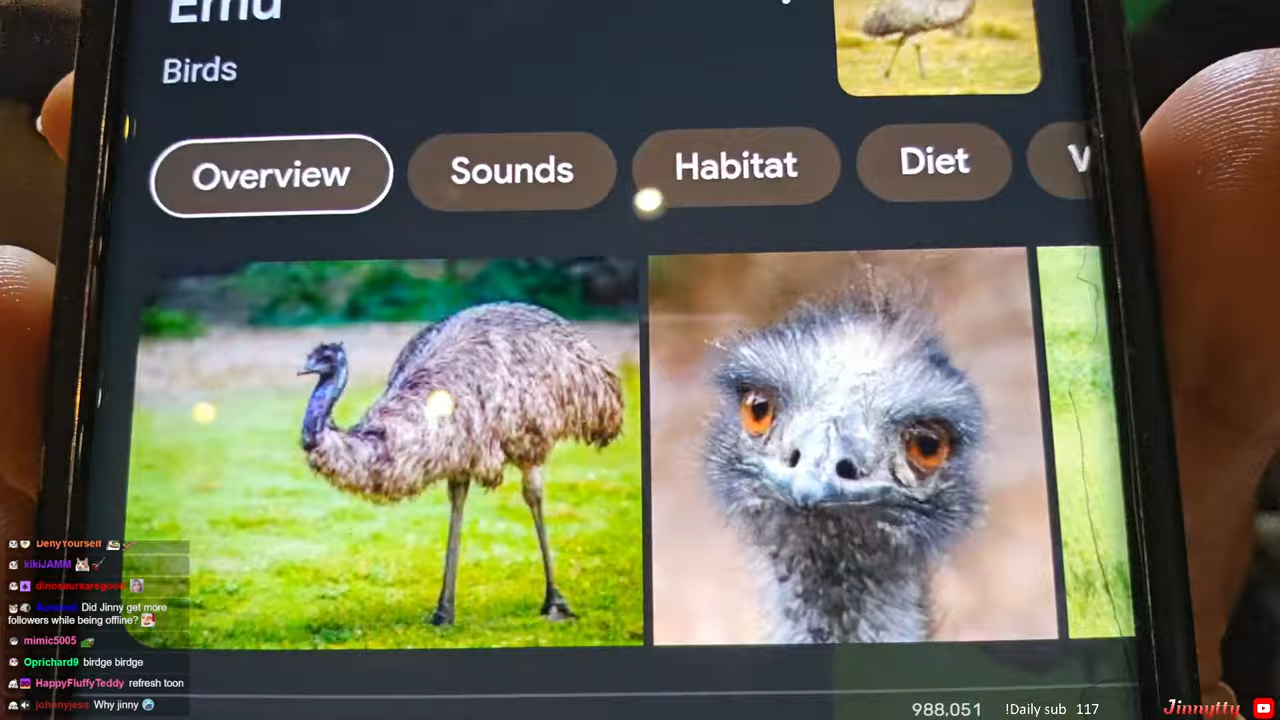 Emu
Birds
Overview
Sounds
Habitat
Diet
DenyYourself
kikiJAMM
dinosaursaregood
Did Jinny get more
followers while being offline?
mimic5005
Oprichard9 birdge birdge
HappyFluffyTeddy refresh toon
johnnyjess Why jinny
988,051 !Daily sub 117 Jinnytty